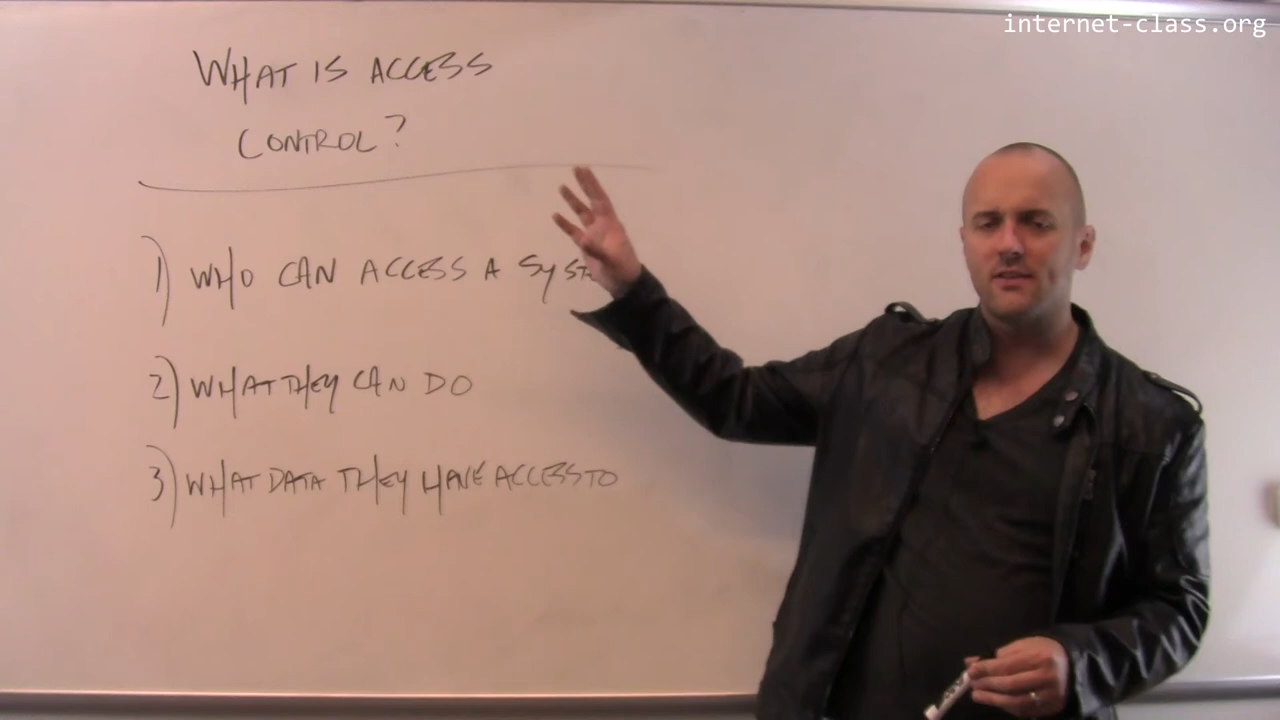 internet-class.org
WHAT IS ACCESS
CONTROL?
1) WHO CAN ACCESS A SYST
2) WHAT THEY CAN DO
3) WHAT DATA THEY HAVE ACCESS TO